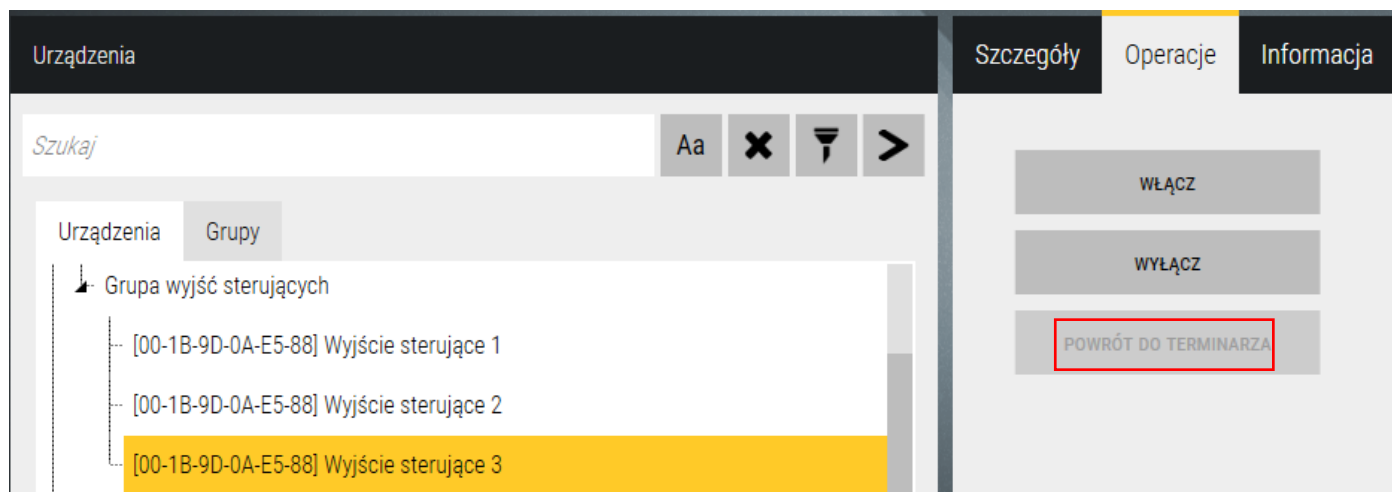 Urządzenia
Szczegóły Operacje Informacja
Szukaj Aa
WŁĄCZ
Urządzenia Grupy
WYŁĄCZ
Grupa wyjść sterujących
[00-1B-9D-0A-E5-88] Wyjście sterujące 1
POWRÓT DO TERMINARZA
[00-1B-9D-0A-E5-88] Wyjście sterujące 2
[00-1B-9D-0A-E5-88] Wyjście sterujące 3